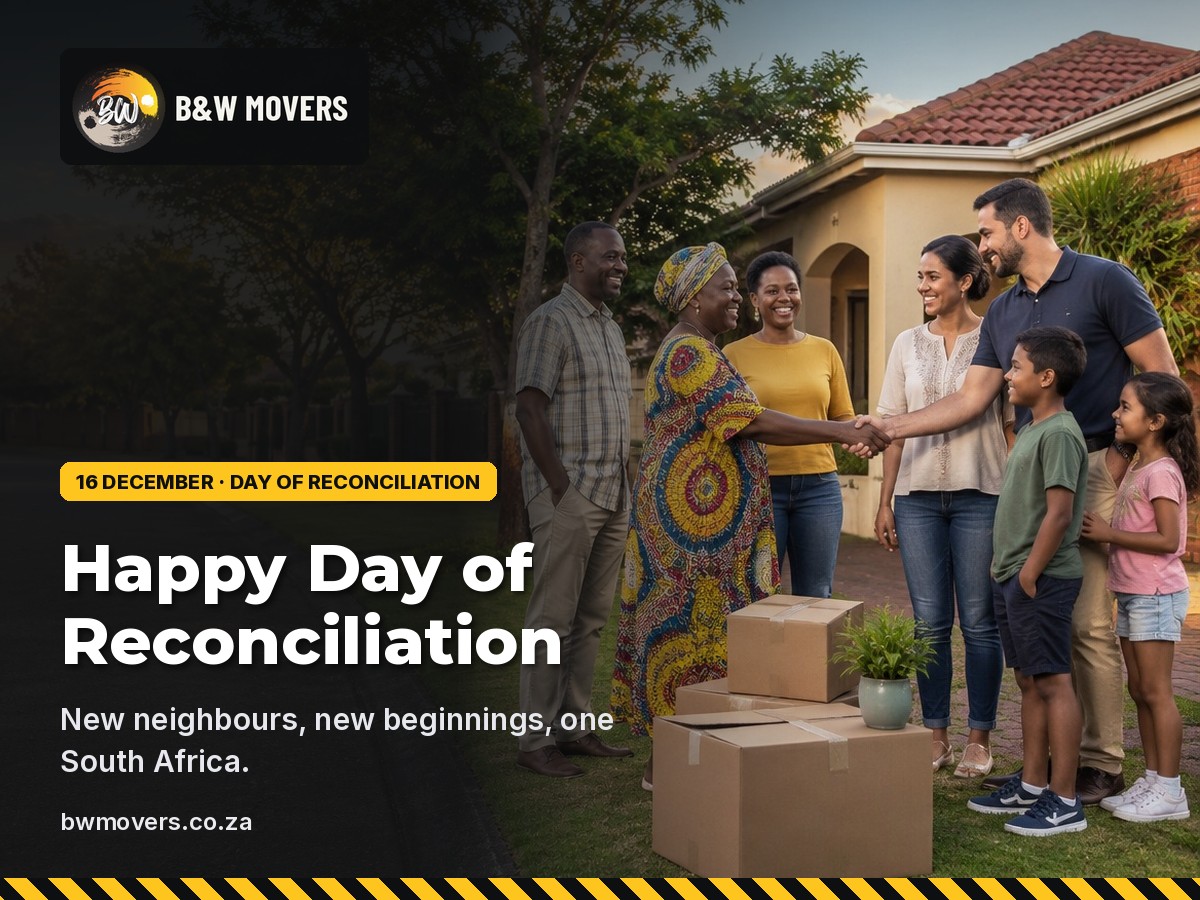 BW
B&W MOVERS
16 DECEMBER · DAY OF RECONCILIATION
Happy Day of
Reconciliation
New neighbours, new beginnings, one
South Africa.
bwmovers.co.za